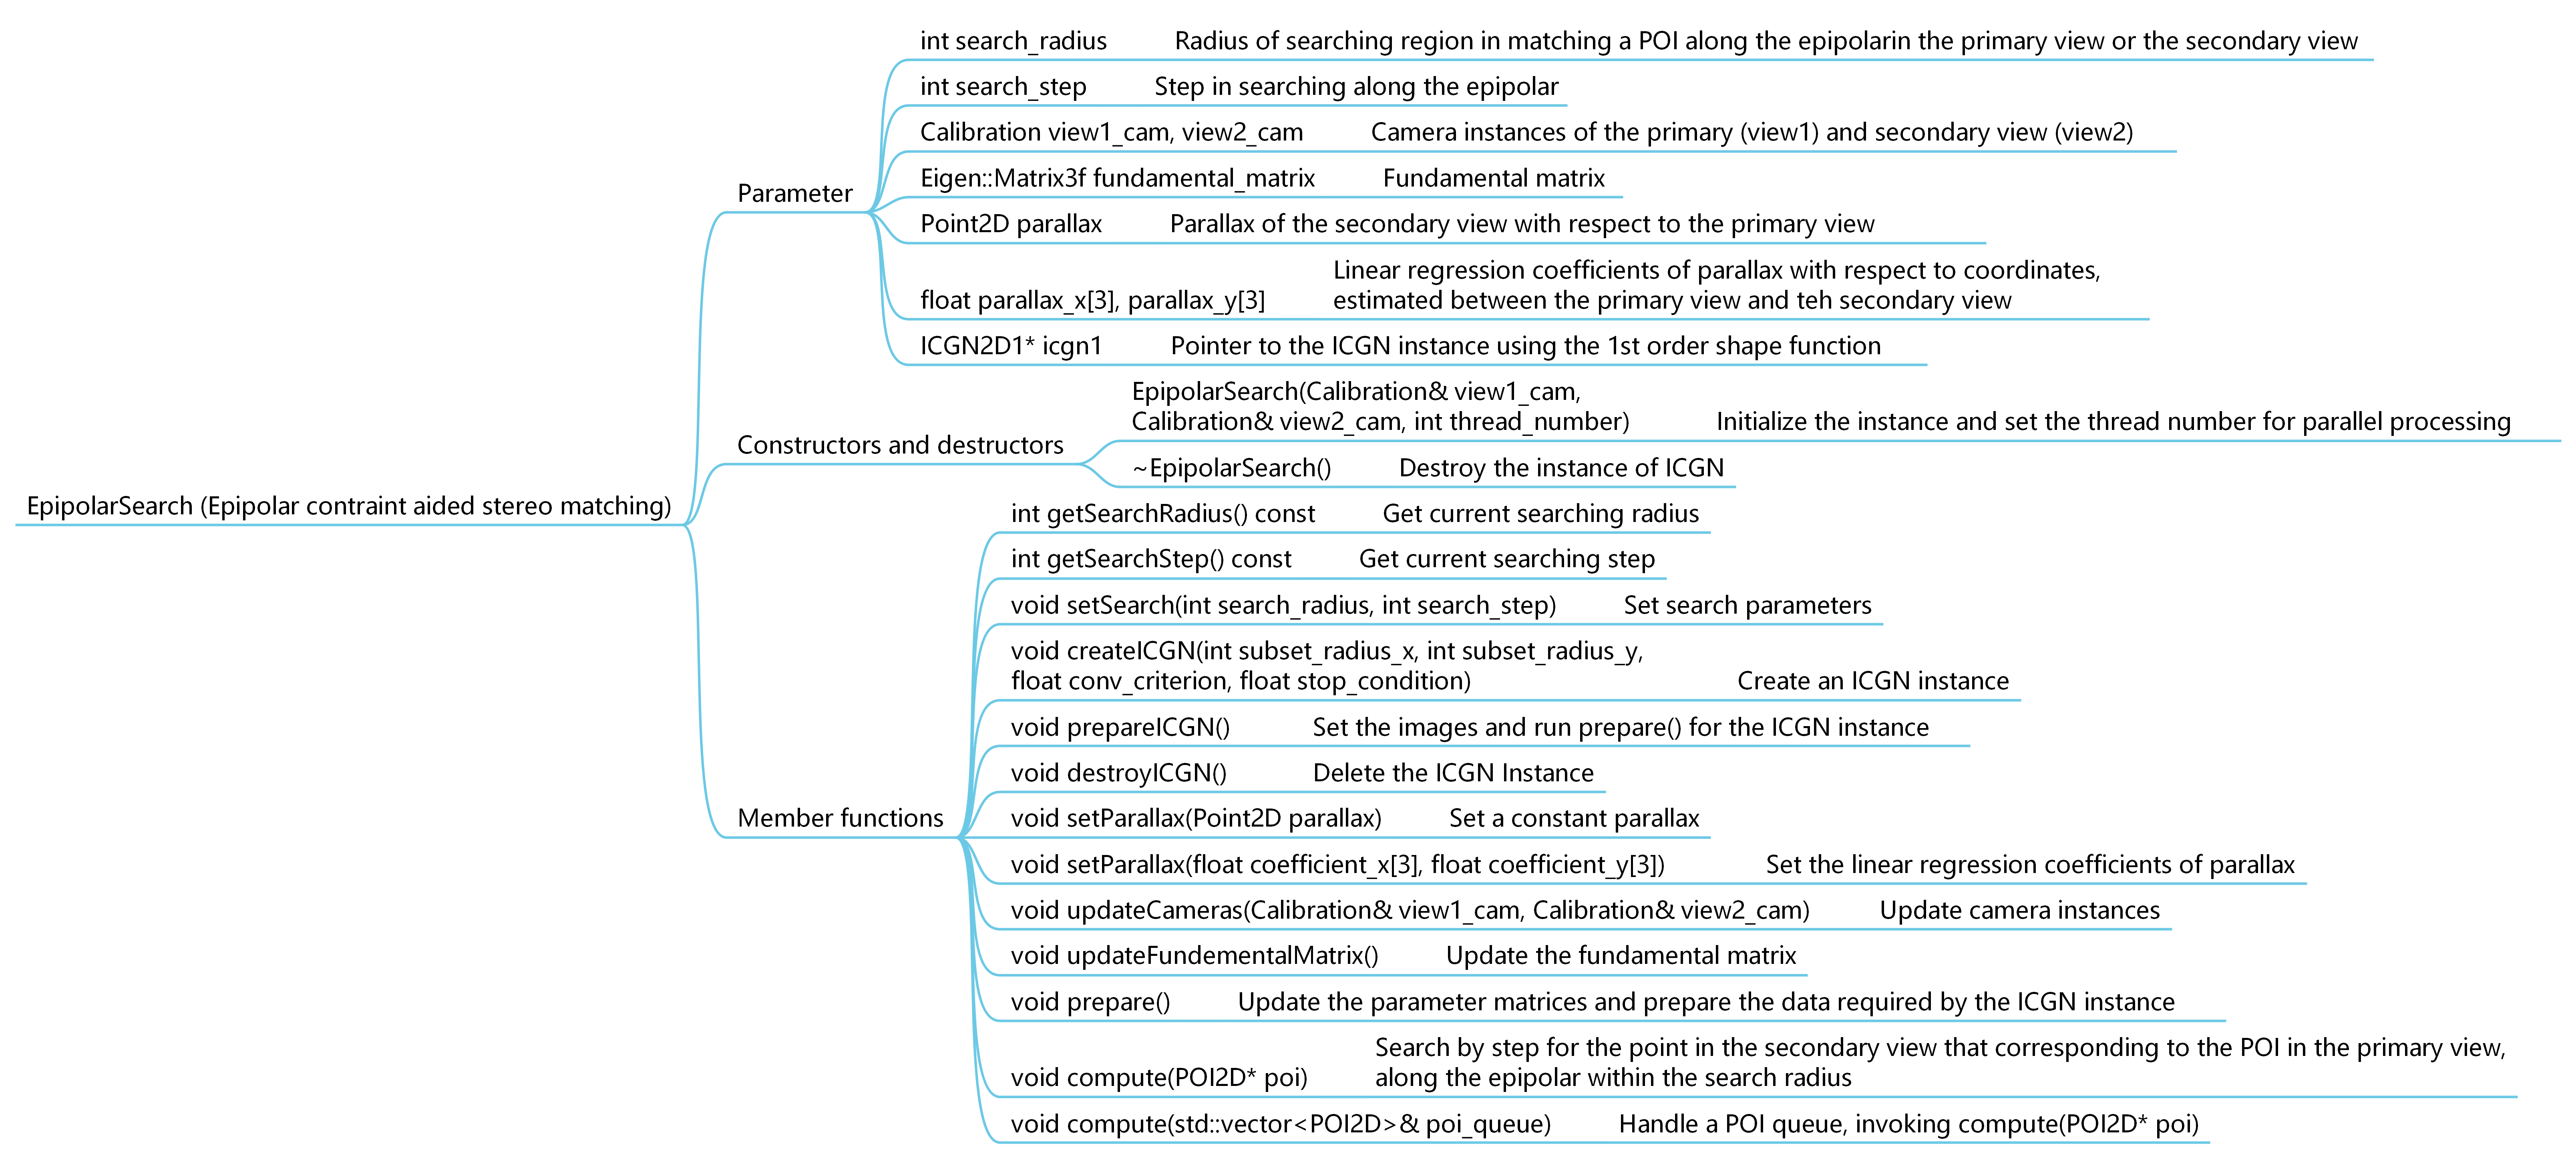 int search_radius Radius of searching region in matching a POI along the epipolarin the primary view or the secondary view
int search_step Step in searching along the epipolar
Calibration view1_cam, view2_cam Camera instances of the primary (view1) and secondary view (view2)
Eigen::Matrix3f fundamental_matrix Fundamental matrix
Parameter
Point2D parallax Parallax of the secondary view with respect to the primary view
Linear regression coefficients of parallax with respect to coordinates,
float parallax_x[3], parallax_y[3] estimated between the primary view and teh secondary view
ICGN2D1* icgn1 Pointer to the ICGN instance using the 1st order shape function
EpipolarSearch(Calibration& view1_cam,
Calibration& view2_cam, int thread_number) Initialize the instance and set the thread number for parallel processing
Constructors and destructors
~EpipolarSearch() Destroy the instance of ICGN
EpipolarSearch (Epipolar contraint aided stereo matching)
int getSearchRadius() const Get current searching radius
int getSearchStep() const Get current searching step
void setSearch(int search_radius, int search_step) Set search parameters
void createICGN(int subset_radius_x, int subset_radius_y,
float conv_criterion, float stop_condition) Create an ICGN instance
void prepareICGN() Set the images and run prepare() for the ICGN instance
void destroyICGN() Delete the ICGN Instance
Member functions
void setParallax(Point2D parallax) Set a constant parallax
void setParallax(float coefficient_x[3], float coefficient_y[3]) Set the linear regression coefficients of parallax
void updateCameras(Calibration& view1_cam, Calibration& view2_cam) Update camera instances
void updateFundementalMatrix() Update the fundamental matrix
void prepare() Update the parameter matrices and prepare the data required by the ICGN instance
Search by step for the point in the secondary view that corresponding to the POI in the primary view,
void compute(POI2D* poi) along the epipolar within the search radius
void compute(std::vector<POI2D>& poi_queue) Handle a POI queue, invoking compute(POI2D* poi)